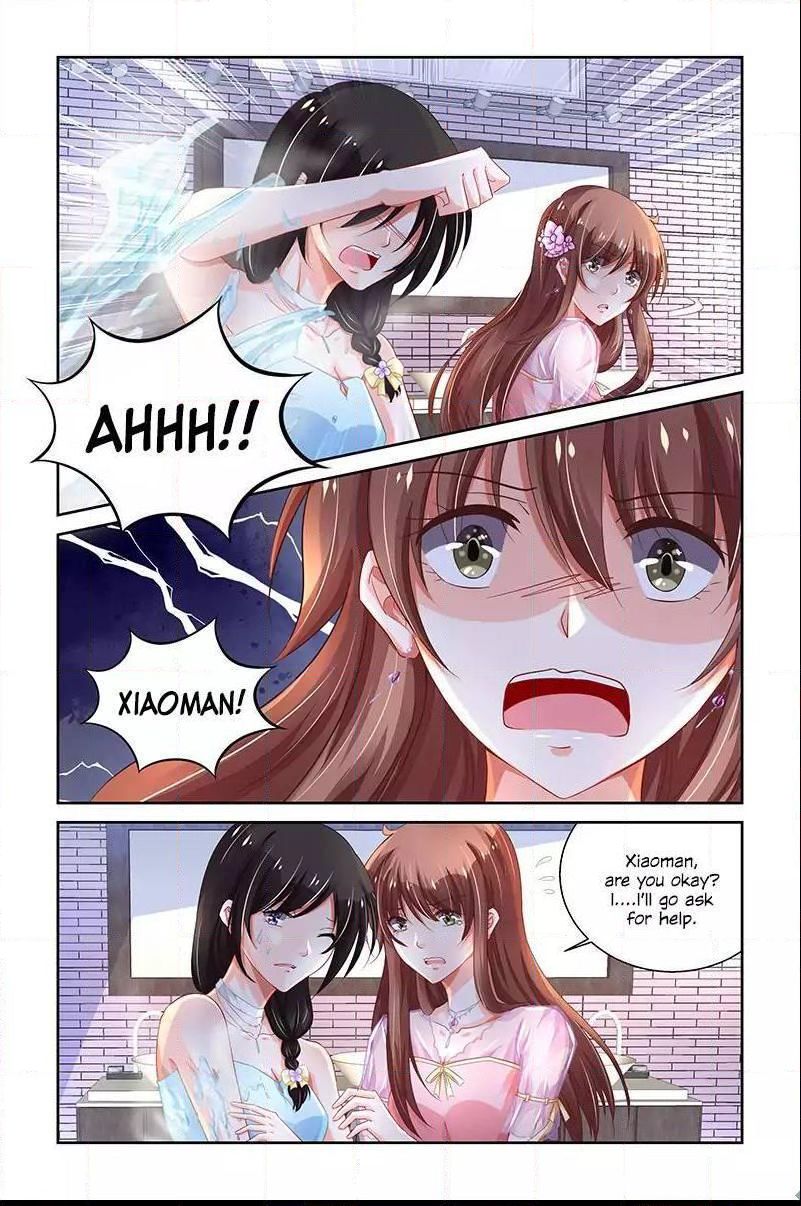 AHHH!!
XIAOMAN!
Xiaoman,
are you okay?
I....I'll go ask
for help.